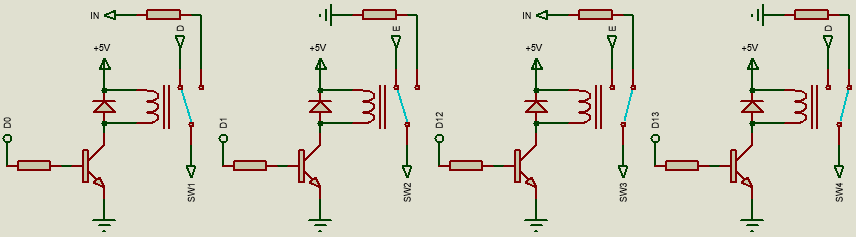 IN
D
+5V
D0
SW1
E
+5V
D1
SW2
IN
E
+5V
D12
SW3
D
+5V
D13
SW4